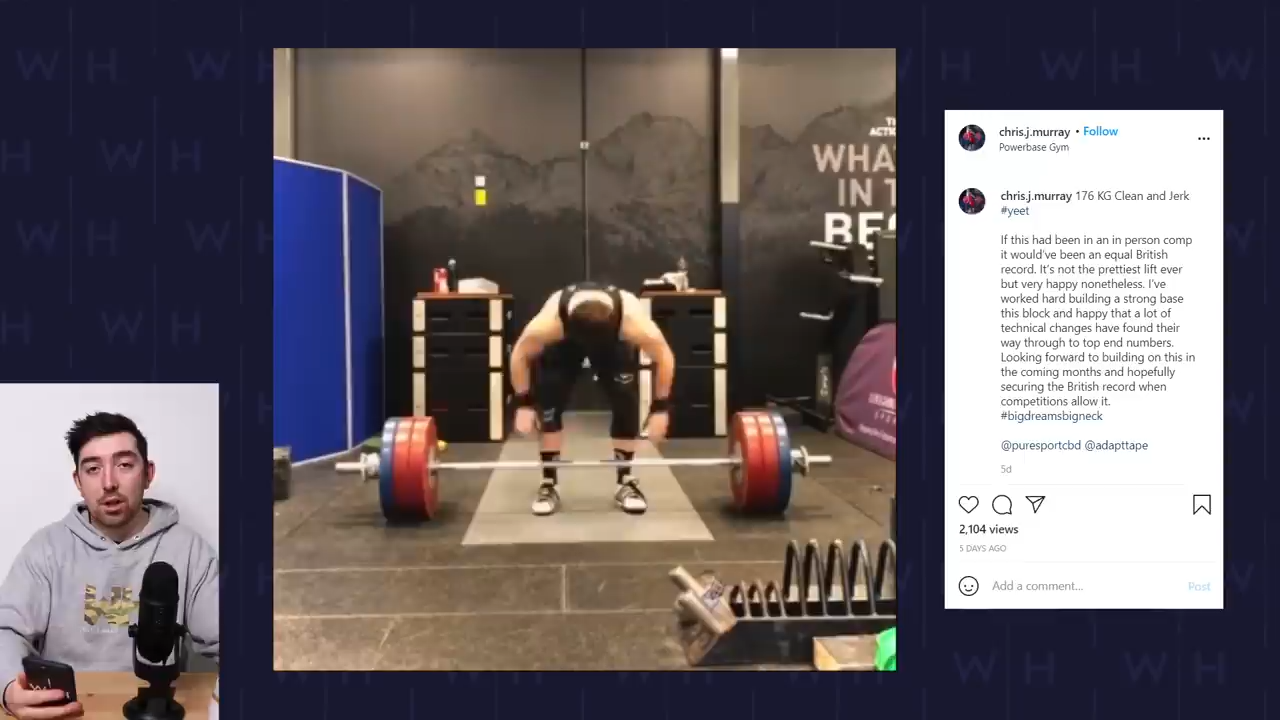 W H
TH
ACTIO
WHA
IN T
BE
chris.j.murray • Follow
Powerbase Gym
chris.j.murray 176 KG Clean and Jerk
#yeet
If this had been in an in person comp
it would've been an equal British
record. It's not the prettiest lift ever
but very happy nonetheless. I've
worked hard building a strong base
this block and happy that a lot of
technical changes have found their
way through to top end numbers.
Looking forward to building on this in
the coming months and hopefully
securing the British record when
competitions allow it.
#bigdreamsbigneck
@puresportcbd @adapttape
5d
2,104 views
5 DAYS AGO
Add a comment...
Post